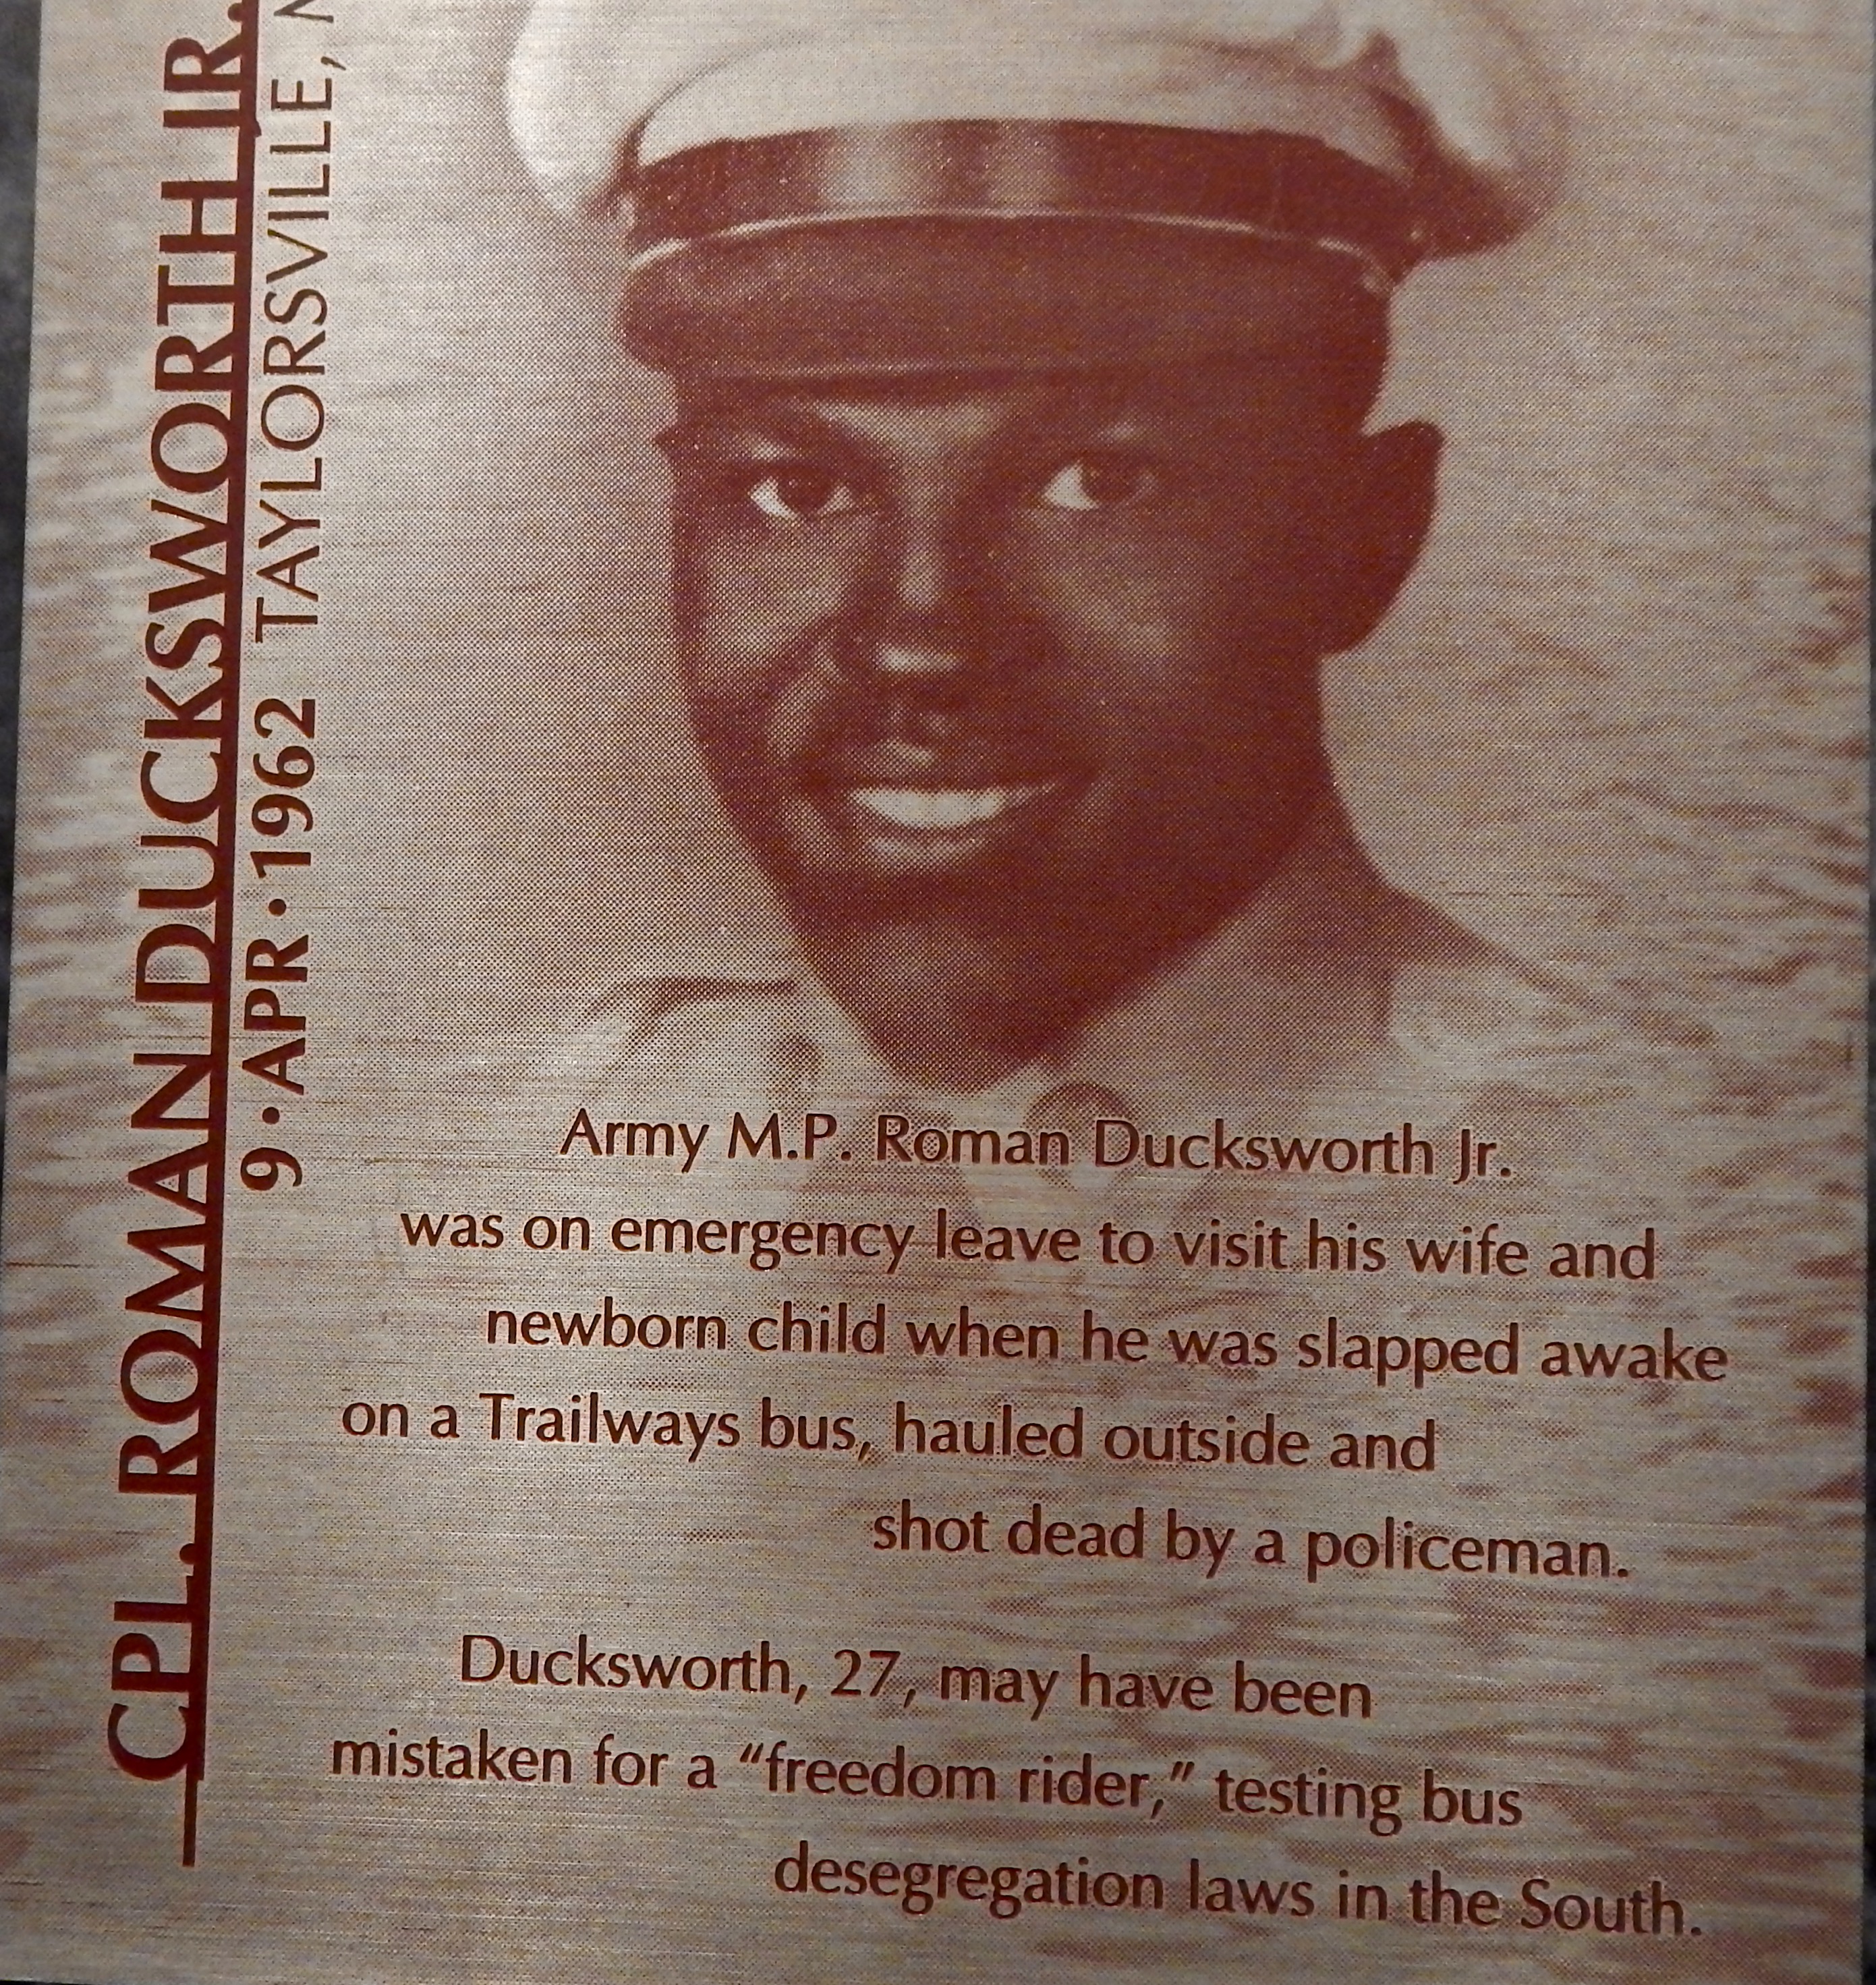 CPL. ROMAN DUCKSWORTH JR.
9·APR·1962 TAYLORSVILLE,
Army M.P. Roman Ducksworth Jr.
was on emergency leave to visit his wife and
newborn child when he was slapped awake
on a Trailways bus, hauled outside and
shot dead by a policeman.
Ducksworth, 27, may have been
mistaken for a “freedom rider,” testing bus
desegregation laws in the South.